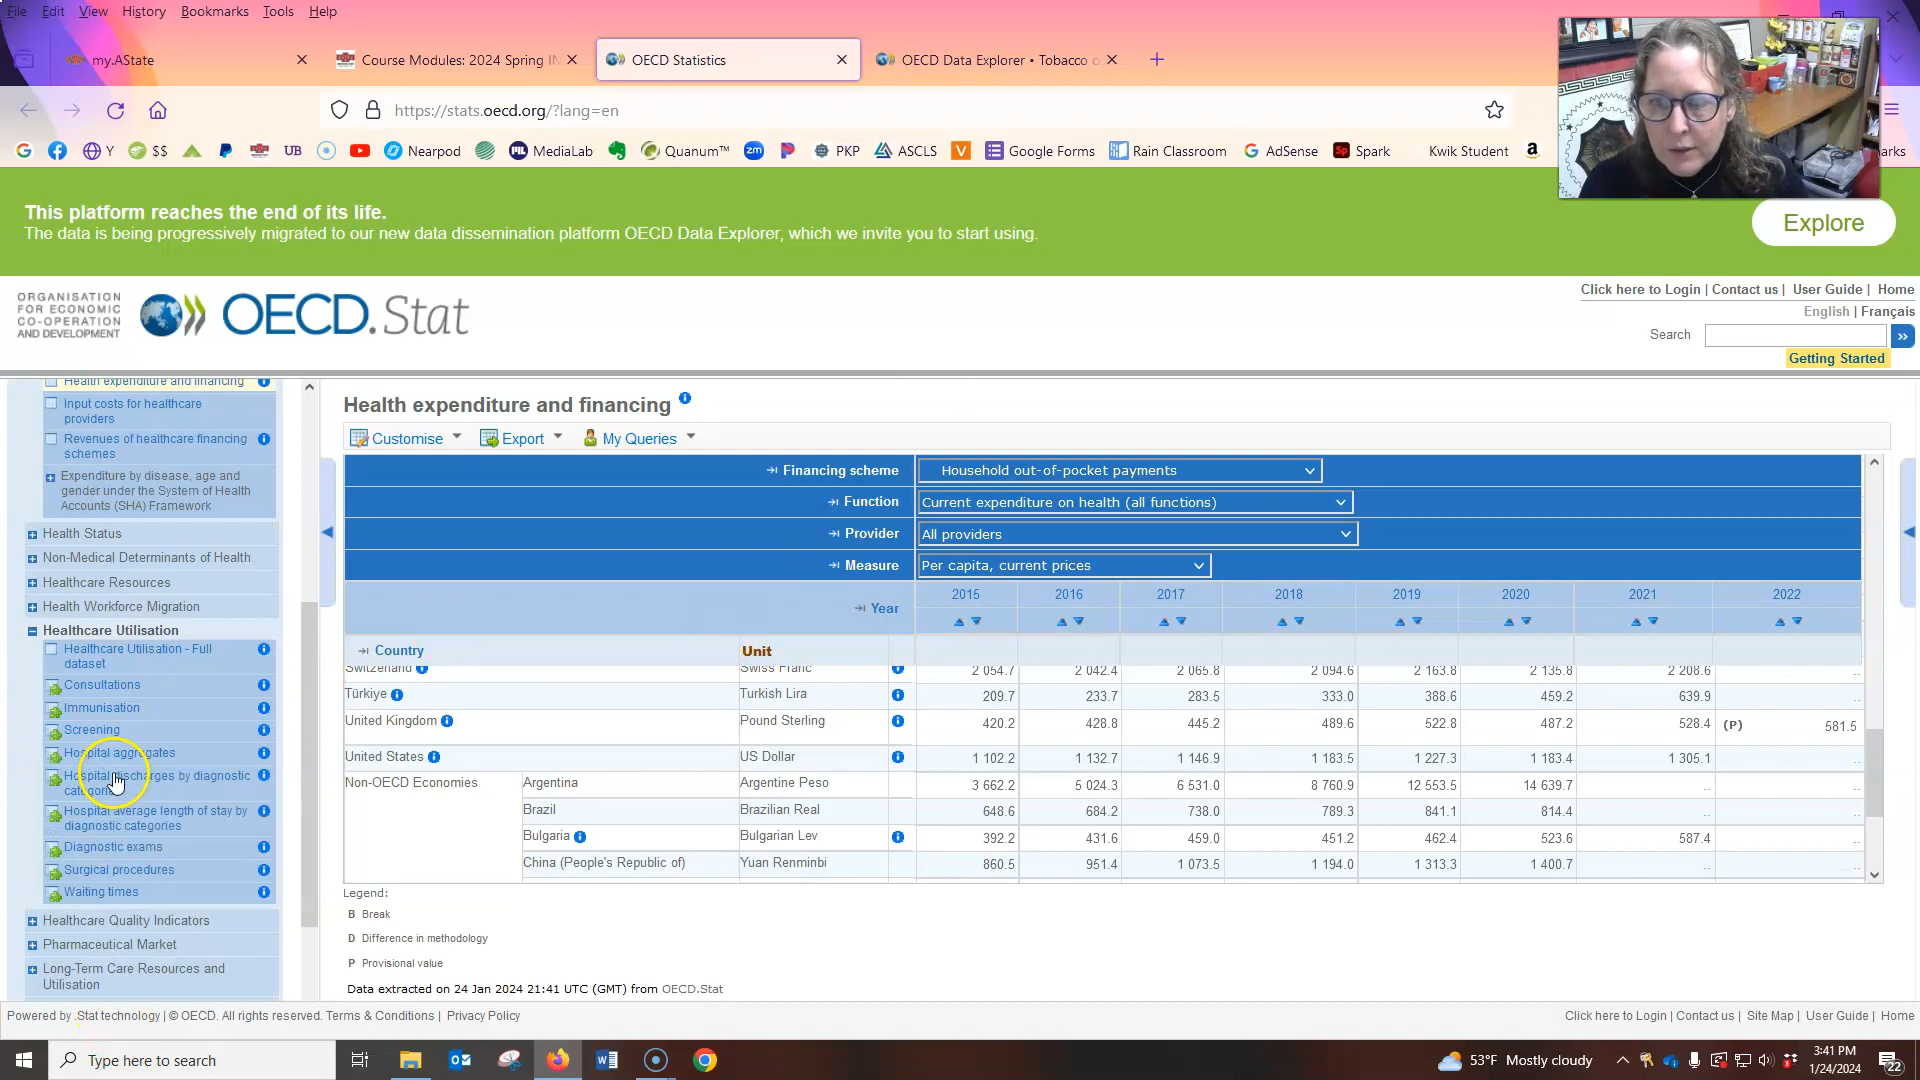 File Edit View History Bookmarks Tools Help
my.AState
Course Modules: 2024 Spring IN
OECD Statistics
OECD Data Explorer • Tobacco c
https://stats.oecd.org/?lang=en
Y $$ UB Nearpod MediaLab Quanum™ zm PKP ASCLS Google Forms Rain Classroom AdSense Spark Kwik Student
This platform reaches the end of its life.
The data is being progressively migrated to our new data dissemination platform OECD Data Explorer, which we invite you to start using.
Explore
ORGANISATION
FOR ECONOMIC
CO-OPERATION
AND DEVELOPMENT
OECD.Stat
Click here to Login | Contact us | User Guide | Home
English | Français
Search
Getting Started
Health expenditure and financing
Input costs for healthcare
providers
Revenues of healthcare financing
schemes
Expenditure by disease, age and
gender under the System of Health
Accounts (SHA) Framework
Health Status
Non-Medical Determinants of Health
Healthcare Resources
Health Workforce Migration
Healthcare Utilisation
Healthcare Utilisation - Full
dataset
Consultations
Immunisation
Screening
Hospital aggregates
Hospital discharges by diagnostic
categories
Hospital average length of stay by
diagnostic categories
Diagnostic exams
Surgical procedures
Waiting times
Healthcare Quality Indicators
Pharmaceutical Market
Long-Term Care Resources and
Utilisation
Health expenditure and financing
Customise Export My Queries
Financing scheme Household out-of-pocket payments
Function Current expenditure on health (all functions)
Provider All providers
Measure Per capita, current prices
Year 2015 2016 2017 2018 2019 2020 2021 2022
Country Unit
Switzerland Swiss Franc 2 054.7 2 042.4 2 065.8 2 094.6 2 163.8 2 135.8 2 208.6 ..
Türkiye Turkish Lira 209.7 233.7 283.5 333.0 388.6 459.2 639.9 ..
United Kingdom Pound Sterling 420.2 428.8 445.2 489.6 522.8 487.2 528.4 (P) 581.5
United States US Dollar 1 102.2 1 132.7 1 146.9 1 183.5 1 227.3 1 183.4 1 305.1 ..
Non-OECD Economies Argentina Argentine Peso 3 662.2 5 024.3 6 531.0 8 760.9 12 553.5 14 639.7 .. ..
Brazil Brazilian Real 648.6 684.2 738.0 789.3 841.1 814.4 .. ..
Bulgaria Bulgarian Lev 392.2 431.6 459.0 451.2 462.4 523.6 587.4 ..
China (People's Republic of) Yuan Renminbi 860.5 951.4 1 073.5 1 194.0 1 313.3 1 400.7 .. ..
Legend:
B Break
D Difference in methodology
P Provisional value
Data extracted on 24 Jan 2024 21:41 UTC (GMT) from OECD.Stat
Powered by .Stat technology | © OECD. All rights reserved. Terms & Conditions | Privacy Policy
Click here to Login | Contact us | Site Map | User Guide | Home
Type here to search
53°F Mostly cloudy
3:41 PM
1/24/2024
22